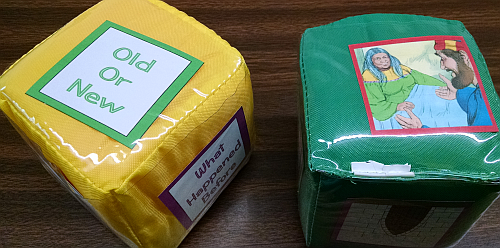 Old
Or
New
What
Happened
Before